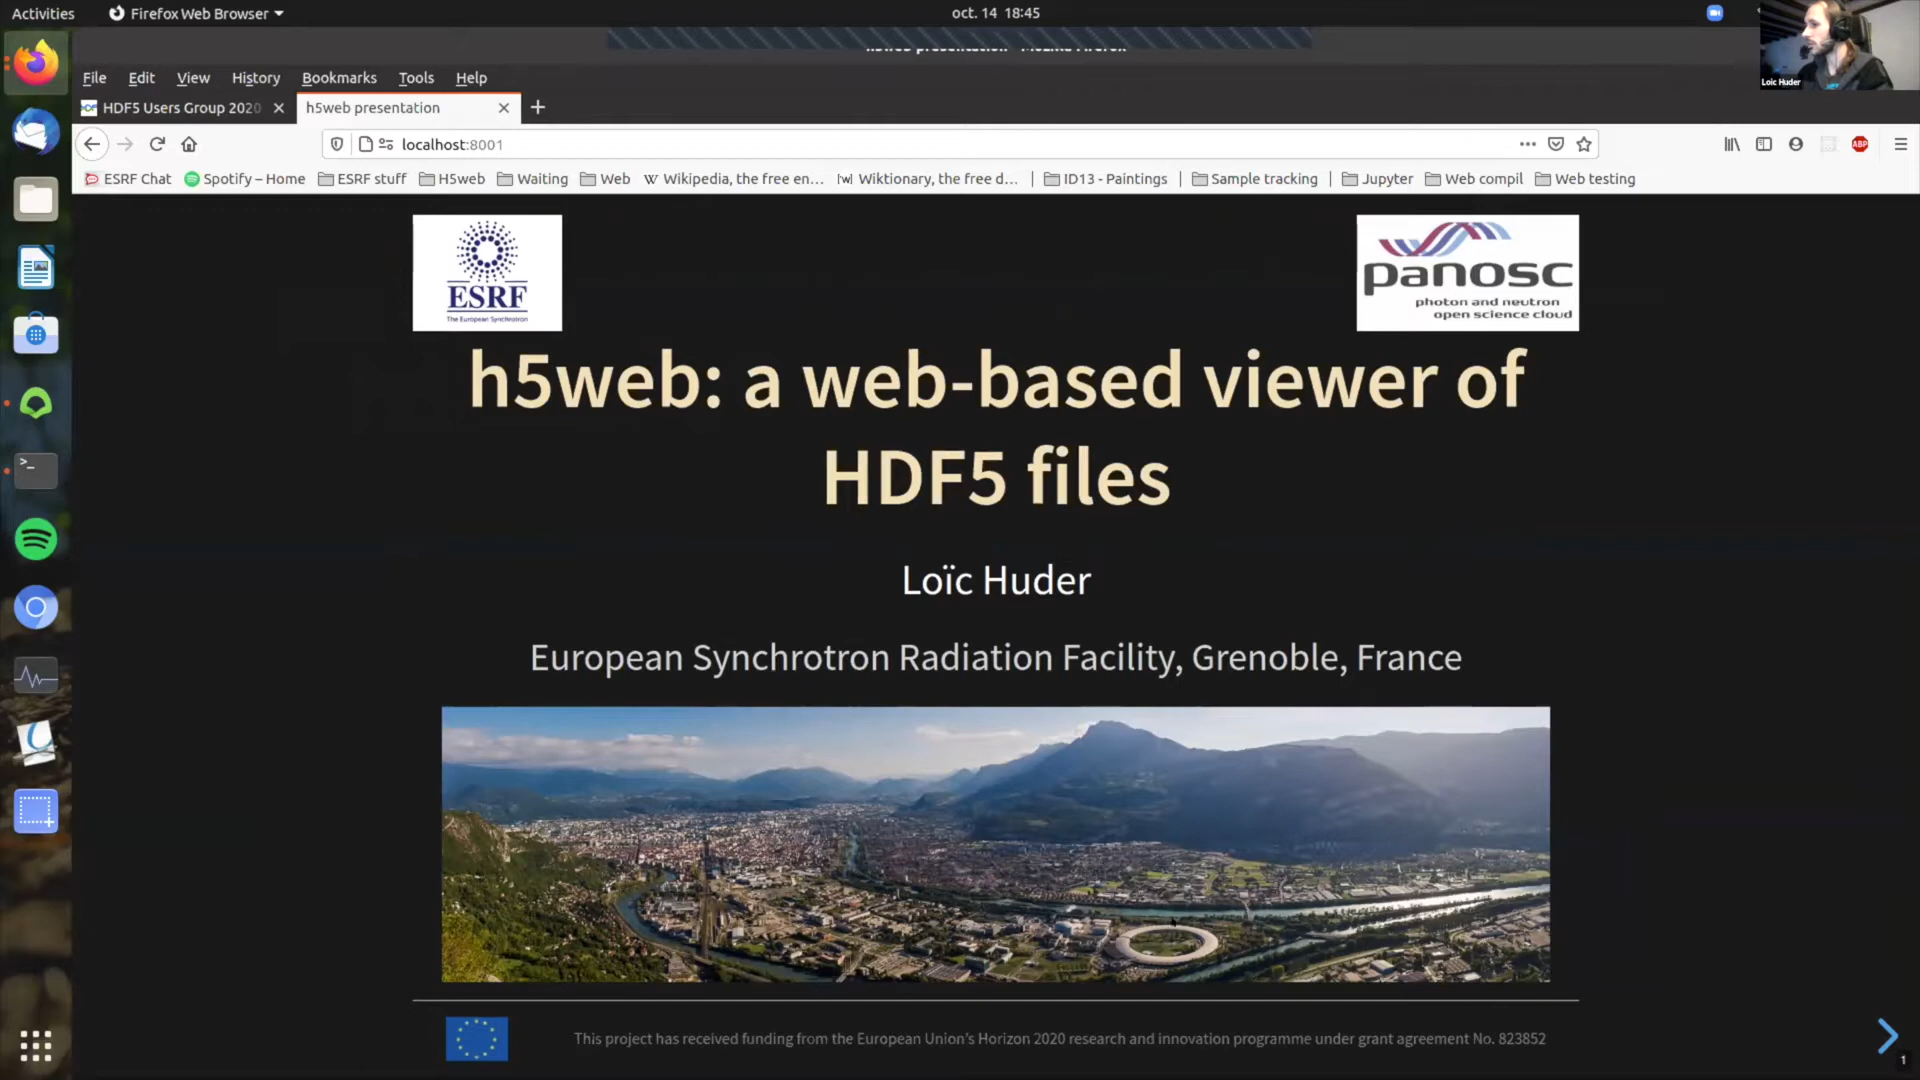 Activities
Firefox Web Browser
oct. 14 18:45
Loic Huder
File Edit View History Bookmarks Tools Help
HDF5 Users Group 2020
h5web presentation
localhost:8001
ABP
ESRF Chat
Spotify – Home
ESRF stuff
H5web
Waiting
Web
Wikipedia, the free en...
Wiktionary, the free d...
ID13 - Paintings
Sample tracking
Jupyter
Web compil
Web testing
ESRF
The European Synchrotron
panosc
photon and neutron
open science cloud
h5web: a web-based viewer of
HDF5 files
Loïc Huder
European Synchrotron Radiation Facility, Grenoble, France
This project has received funding from the European Union's Horizon 2020 research and innovation programme under grant agreement No. 823852
1